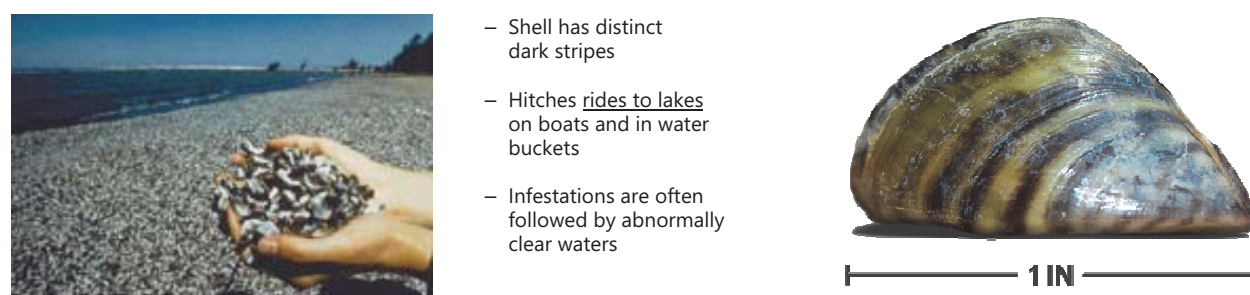 – Shell has distinct
dark stripes
– Hitches rides to lakes
on boats and in water
buckets
– Infestations are often
followed by abnormally
clear waters
1 IN